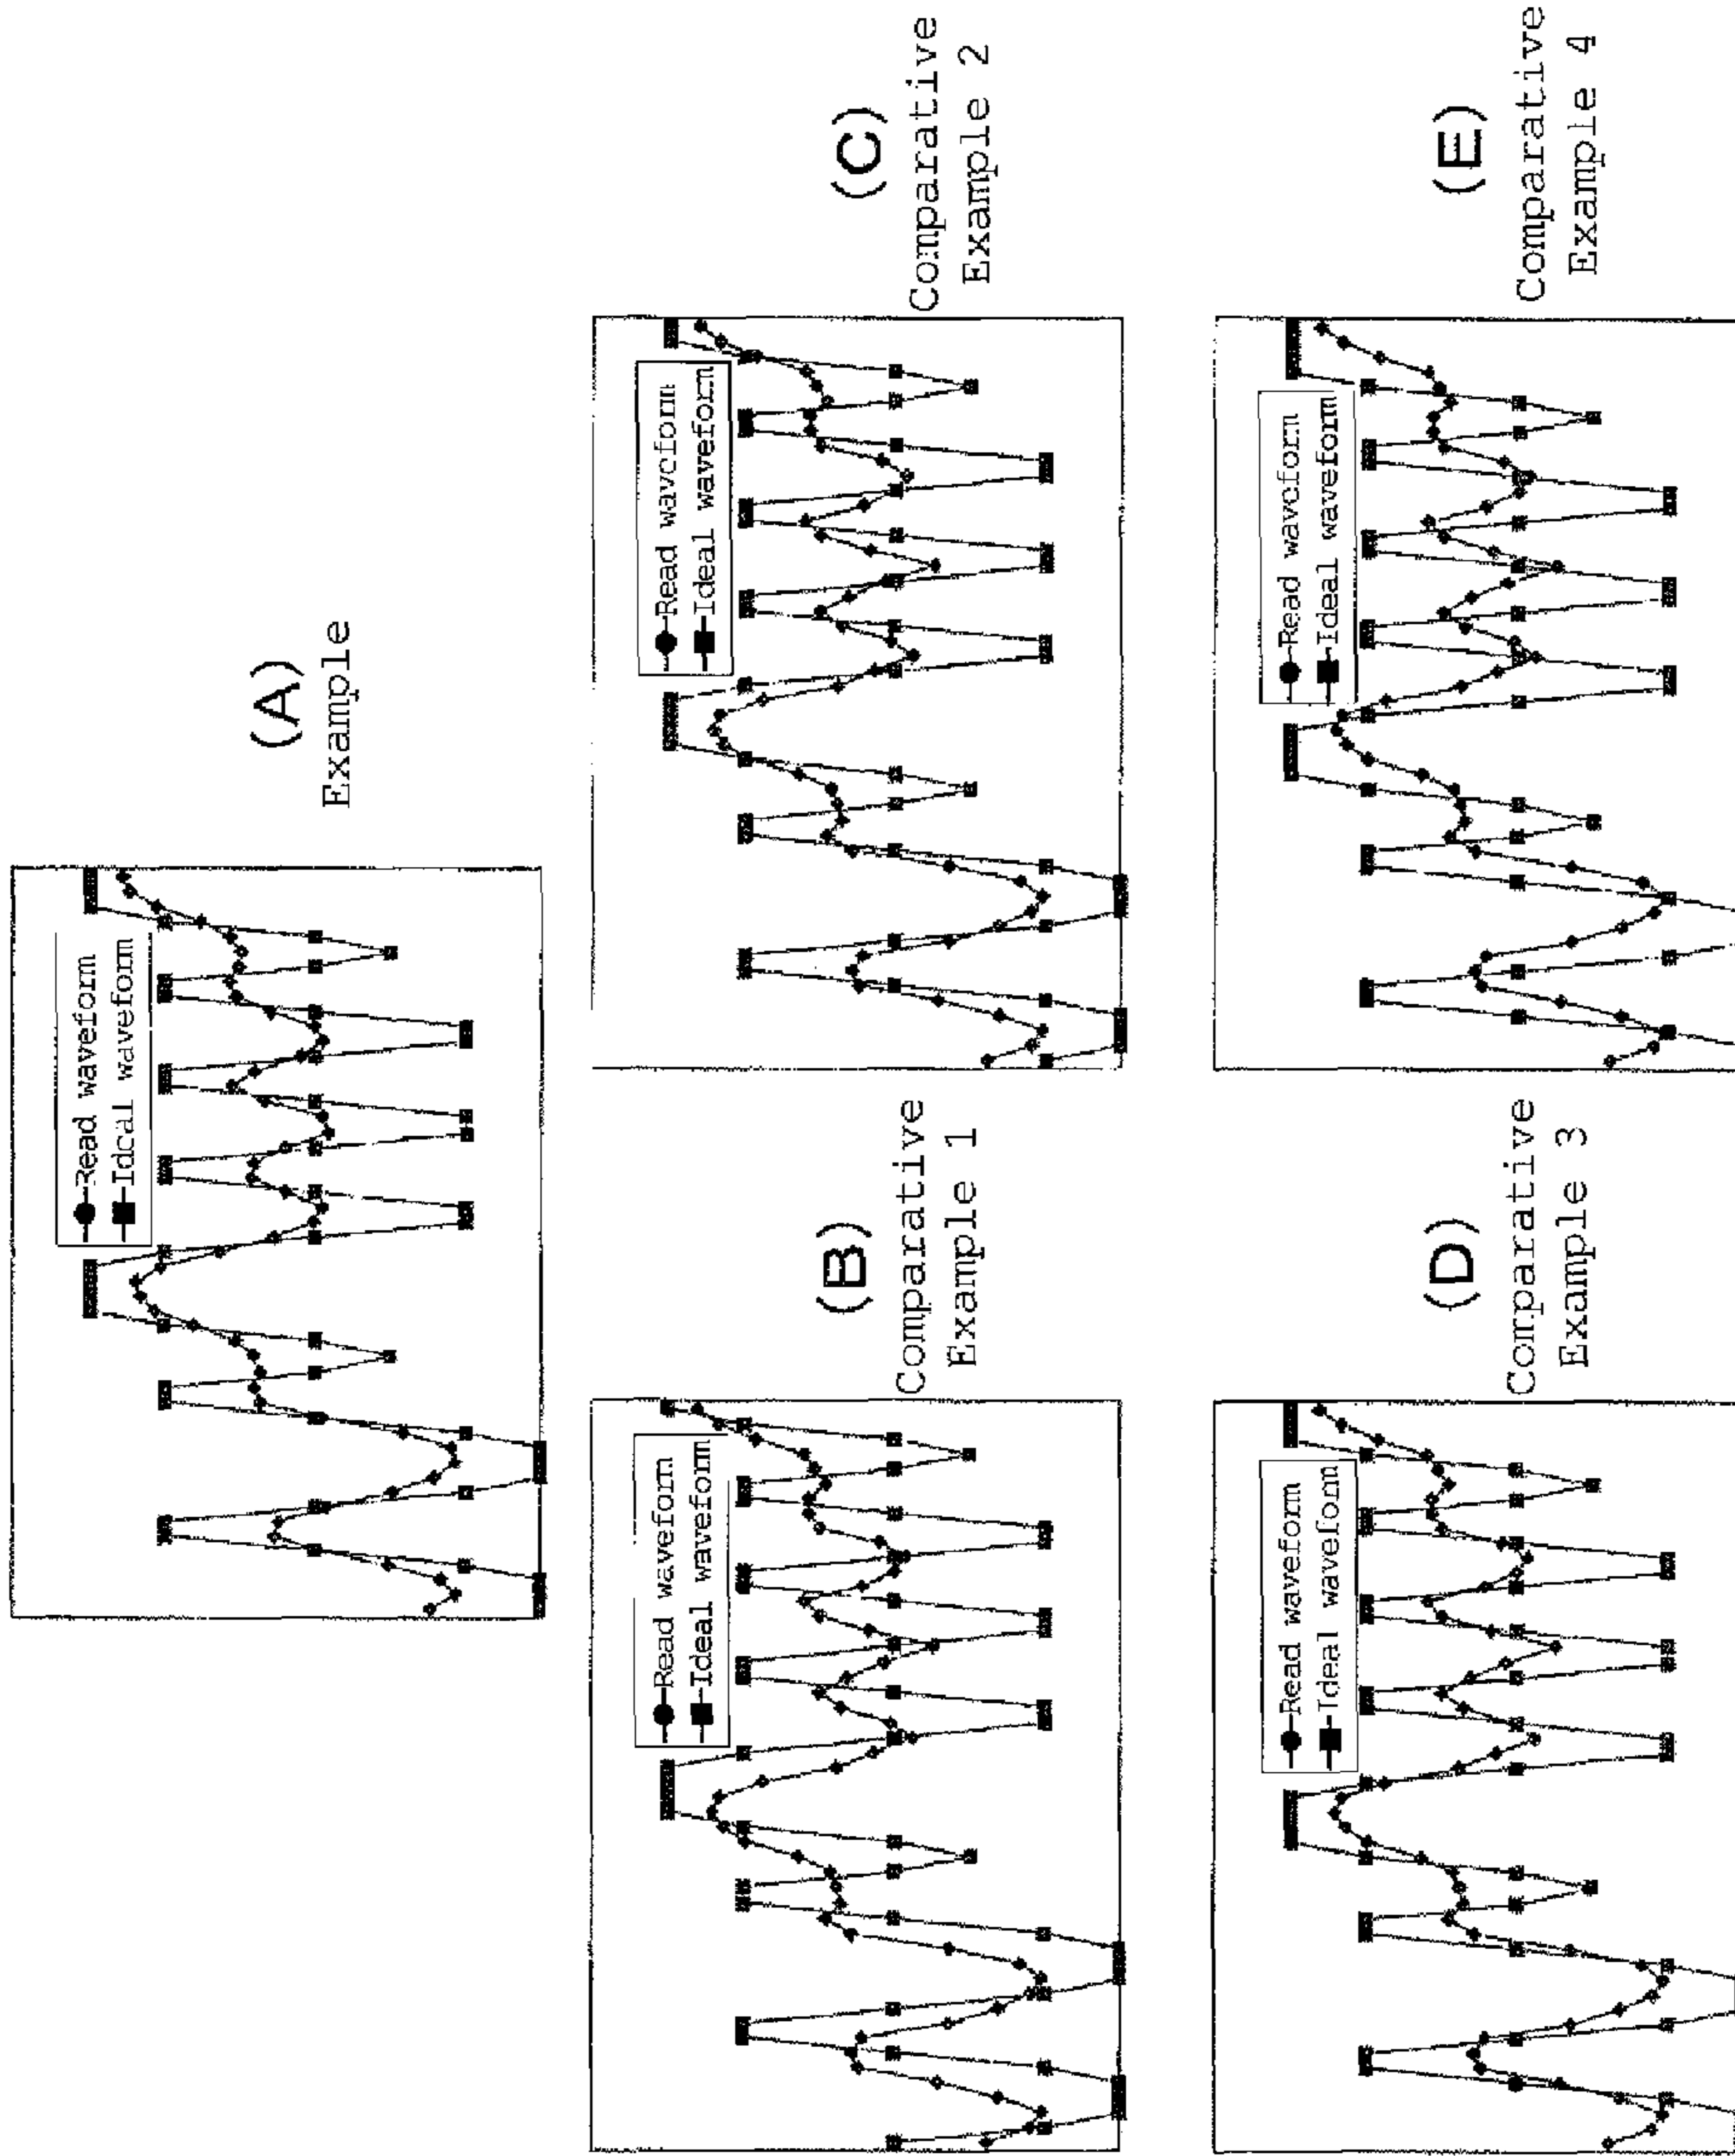 (A)
Example
Read waveform
Idcal waveform
(B)
Comparative
Example 1
Read waveform
Ideal waveform
(C)
Comparative
Example 2
Read waveform
Ideal waveform
(D)
Comparative
Example 3
Read waveform
Ideal waveform
(E)
Comparative
Example 4
Read waveform
Ideal waveform